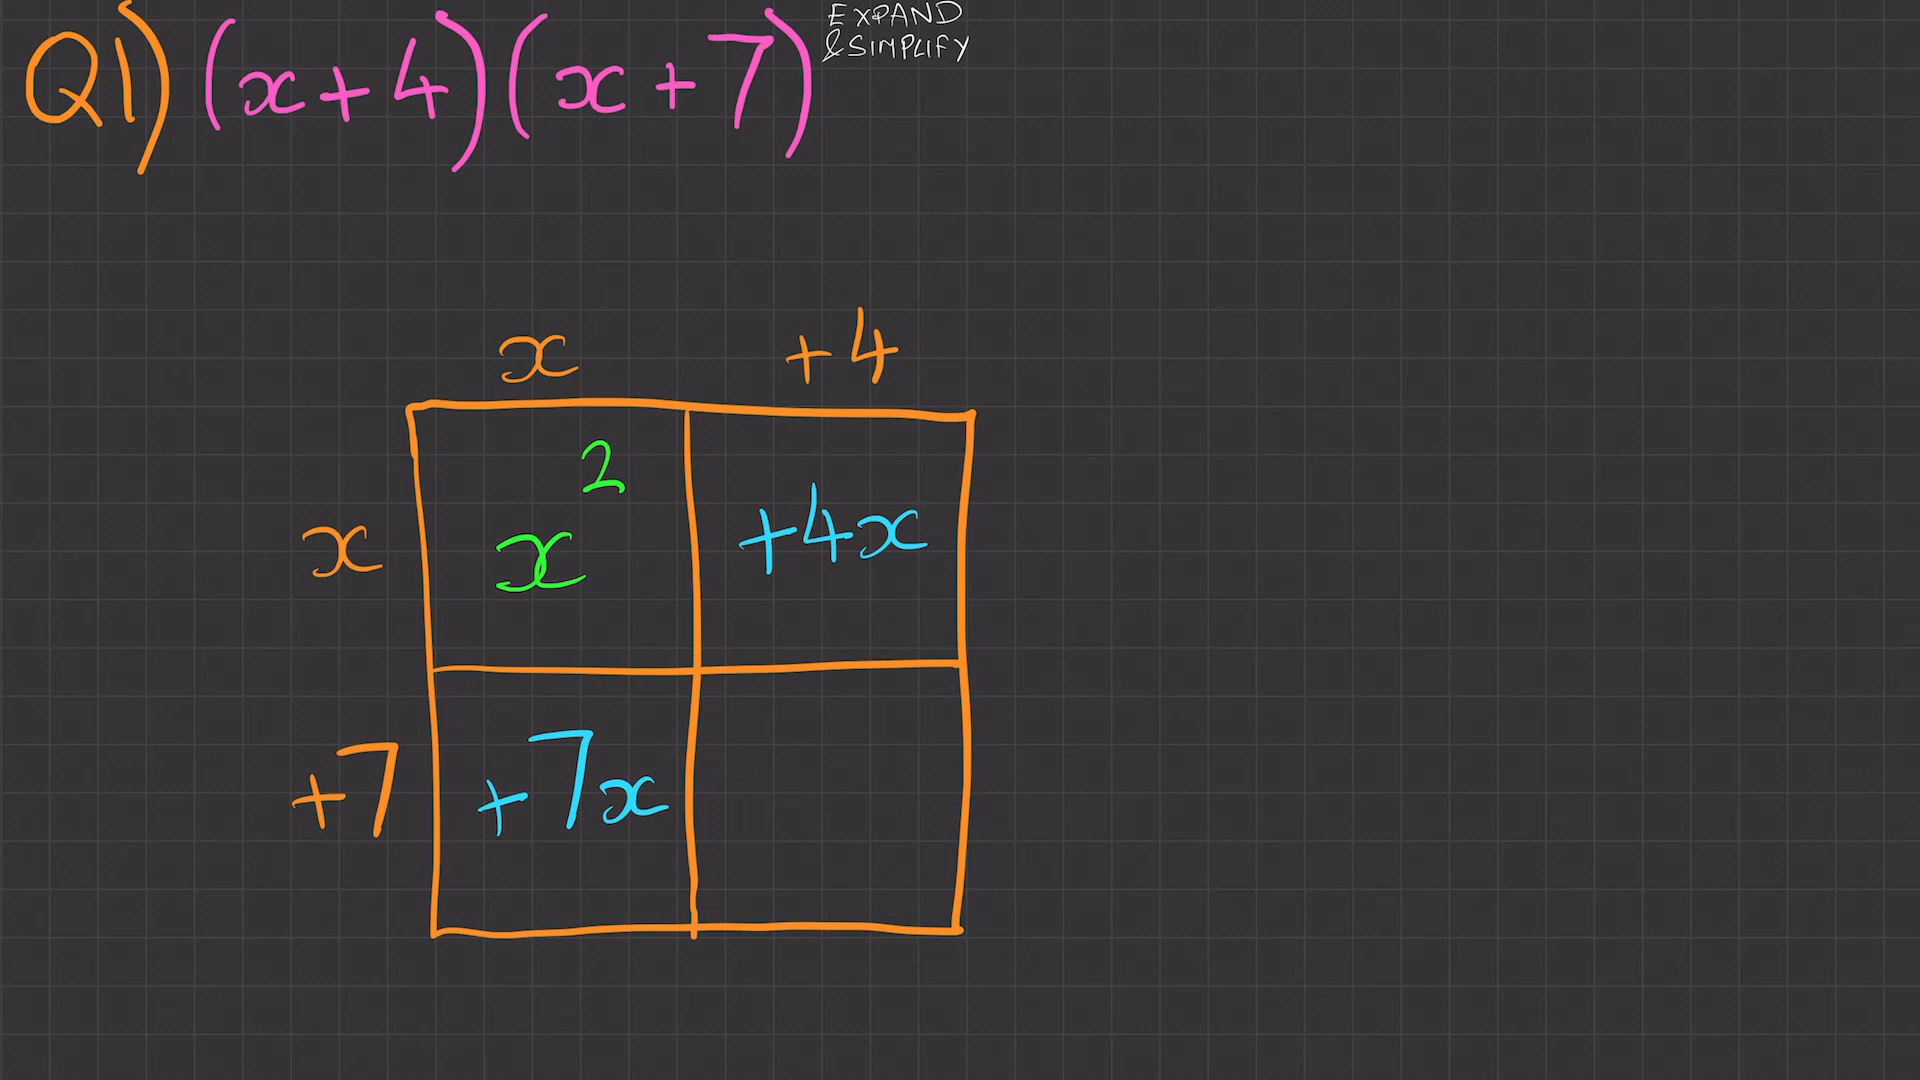 Q1) (x+4)(x+7) EXPAND
& SIMPLIFY
x +4
x x² +4x
+7 +7x